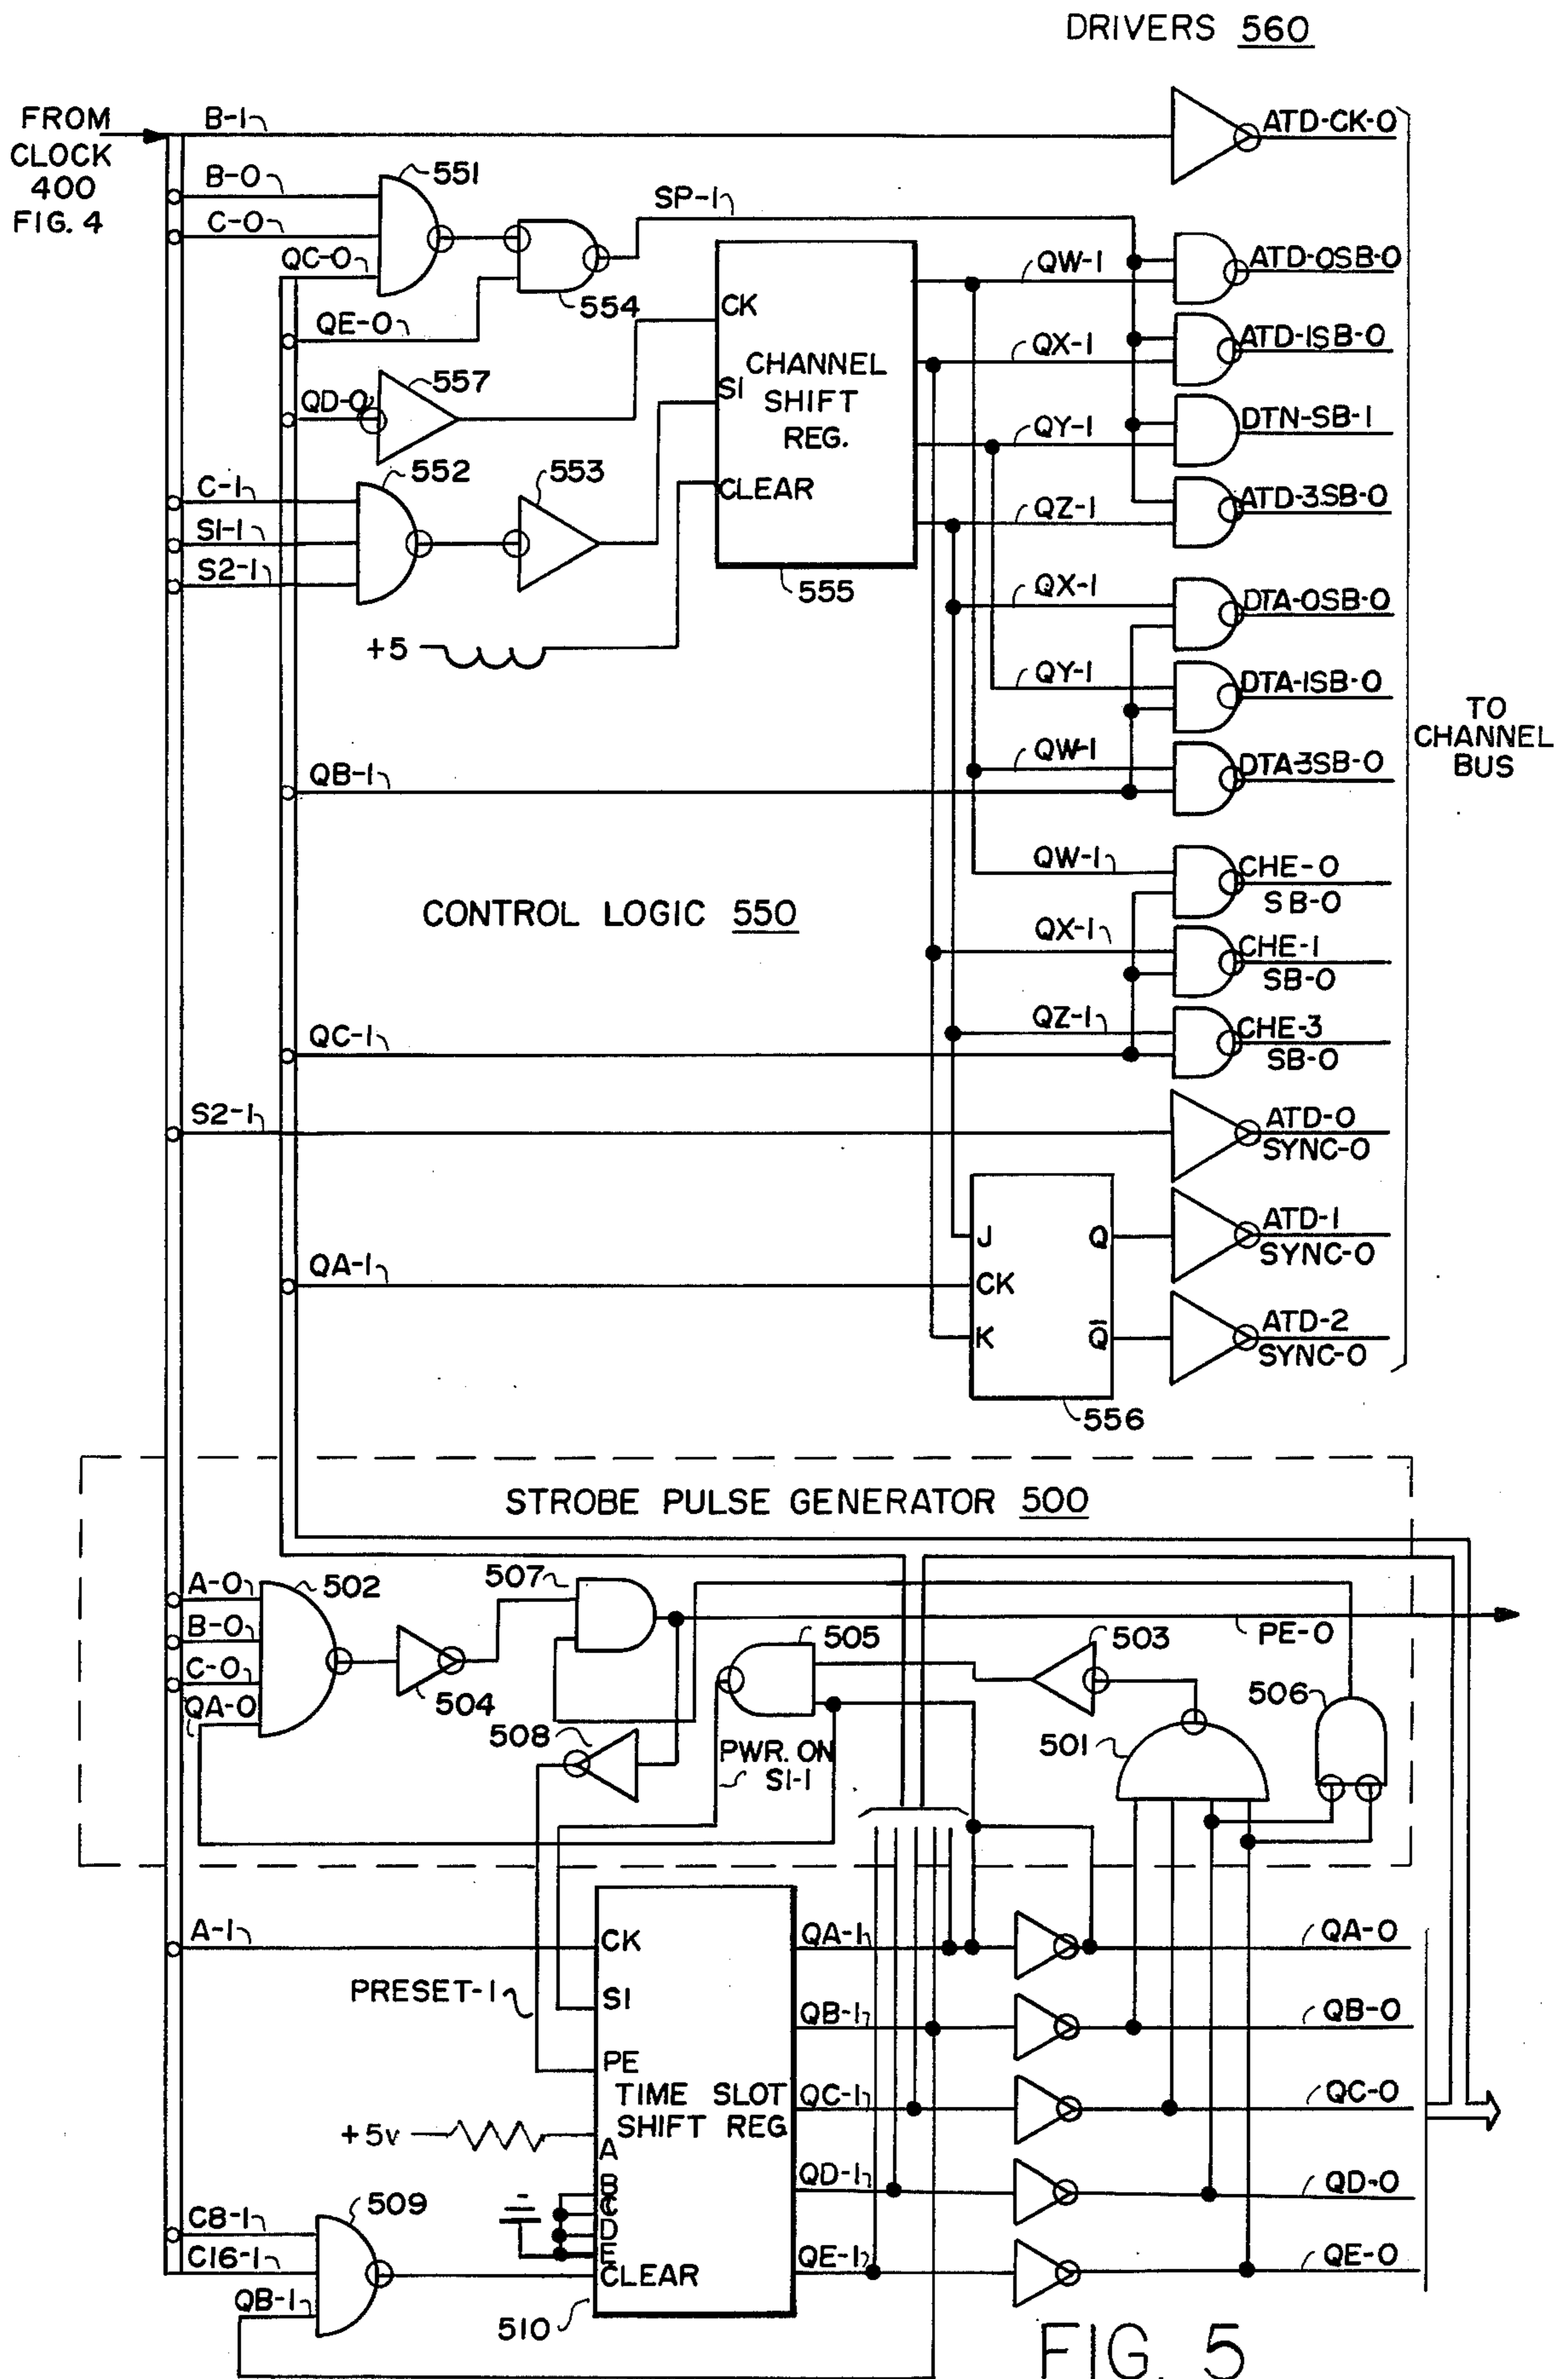 DRIVERS 560
FROM
CLOCK
400
FIG. 4
B-1
ATD-CK-0
B-0
551
C-0
SP-1
QC-0
554
QW-1
ATD-0SB-0
QE-0
CK
QX-1
ATD-1SB-0
557
CHANNEL
QD-0
SI
SHIFT
REG.
QY-1
DTN-SB-1
552
553
C-1
CLEAR
QZ-1
ATD-3SB-0
S1-1
S2-1
555
QX-1
DTA-0SB-0
+5
QY-1
DTA-1SB-0
TO
CHANNEL
BUS
QB-1
QW-1
DTA-3SB-0
QW-1
CHE-0
SB-0
CONTROL LOGIC 550
QX-1
CHE-1
SB-0
QC-1
QZ-1
CHE-3
SB-0
S2-1
ATD-0
SYNC-0
J
Q
ATD-1
SYNC-0
QA-1
CK
K
Q̅
ATD-2
SYNC-0
556
STROBE PULSE GENERATOR 500
A-0
502
507
B-0
505
503
PE-0
C-0
504
506
QA-0
508
PWR. ON
S1-1
501
A-1
CK
QA-1
QA-0
PRESET-1
SI
QB-1
QB-0
PE
TIME SLOT
SHIFT REG
QC-1
QC-0
+5v
A
B
C
D
E
QD-1
QD-0
C8-1
509
C16-1
CLEAR
QE-1
QE-0
QB-1
510
FIG. 5